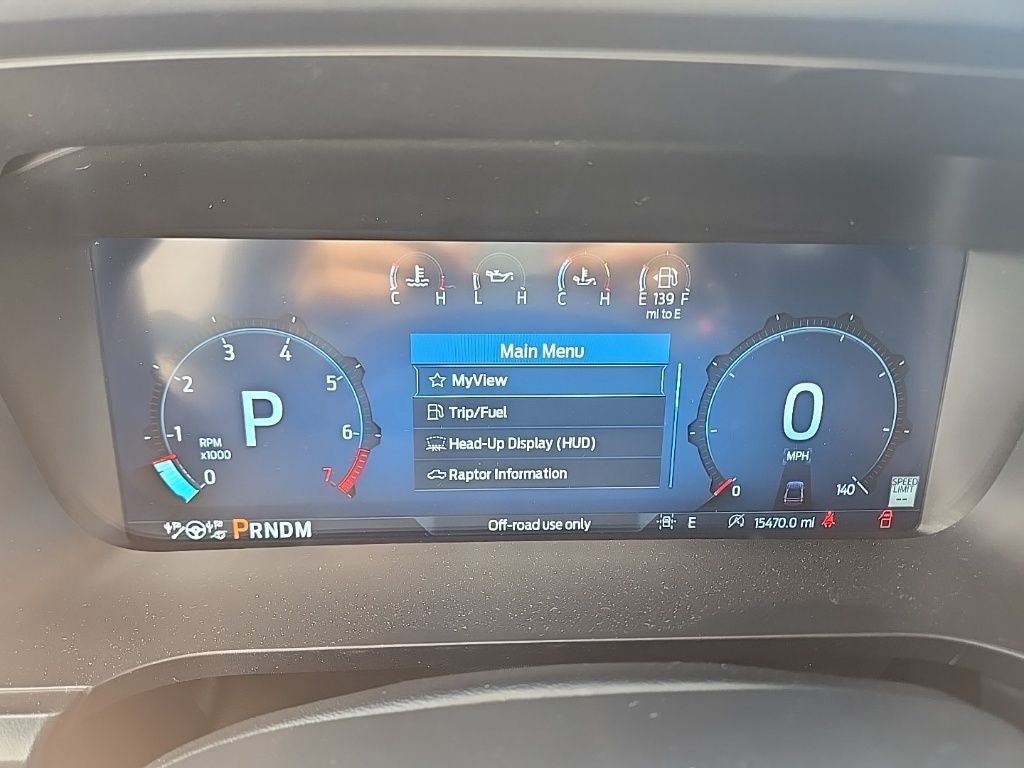 C H
L H
C H
E 139 F
mi to E
Main Menu
MyView
Trip/Fuel
Head-Up Display (HUD)
Raptor Information
3 4
2 5
1 6
0 7
P
RPM
x1000
0
MPH
0 140
SPEED
LIMIT
--
PRNDM
Off-road use only
E
15470.0 mi